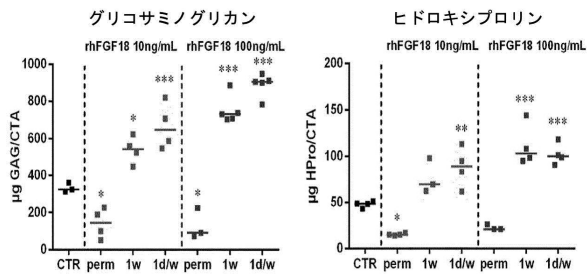 グリコサミノグリカン
rhFGF18 10ng/mL rhFGF18 100ng/mL
µg GAG/CTA
1000
800
600
400
200
0
* * *** * *** ***
CTR perm 1w 1d/w perm 1w 1d/w
ヒドロキシプロリン
rhFGF18 10ng/mL rhFGF18 100ng/mL
µg HPro/CTA
200
150
100
50
0
* ** *** ***
CTR perm 1w 1d/w perm 1w 1d/w